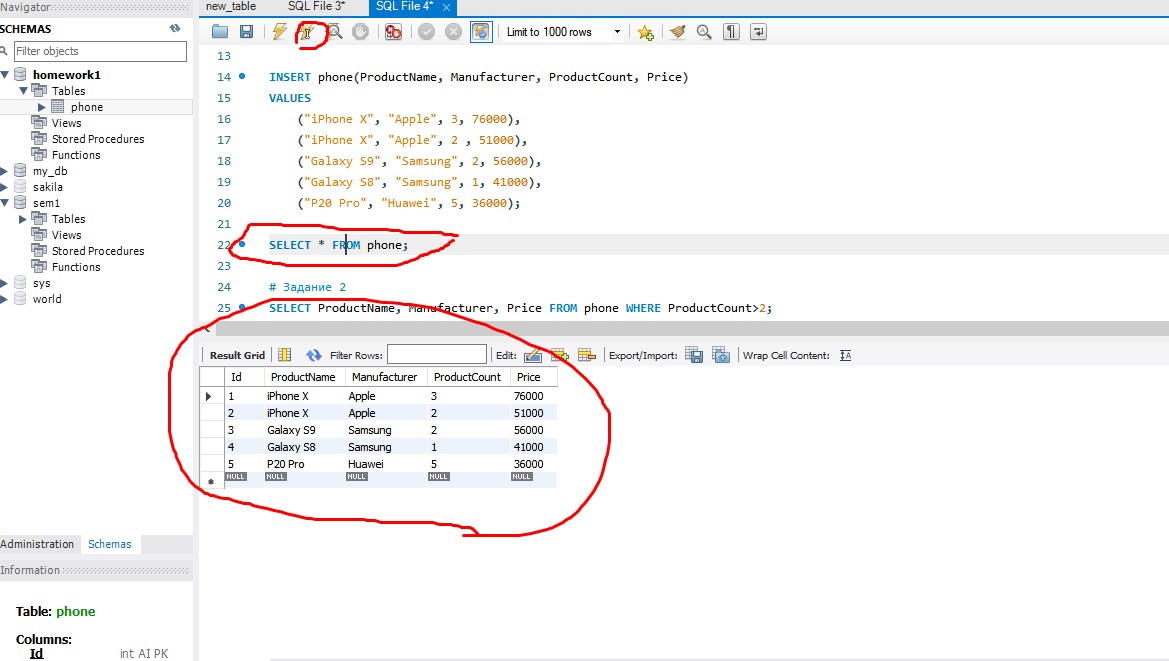 Navigator
new_table SQL File 3* SQL File 4* ×
SCHEMAS
Filter objects
Limit to 1000 rows
homework1
Tables
phone
Views
Stored Procedures
Functions
my_db
sakila
sem1
Tables
Views
Stored Procedures
Functions
sys
world
13
14 INSERT phone(ProductName, Manufacturer, ProductCount, Price)
15 VALUES
16 ("iPhone X", "Apple", 3, 76000),
17 ("iPhone X", "Apple", 2 , 51000),
18 ("Galaxy S9", "Samsung", 2, 56000),
19 ("Galaxy S8", "Samsung", 1, 41000),
20 ("P20 Pro", "Huawei", 5, 36000);
21
22 SELECT * FROM phone;
23
24 # Задание 2
25 SELECT ProductName, Manufacturer, Price FROM phone WHERE ProductCount>2;
Result Grid Filter Rows: Edit: Export/Import: Wrap Cell Content: IA
Id ProductName Manufacturer ProductCount Price
1 iPhone X Apple 3 76000
2 iPhone X Apple 2 51000
3 Galaxy S9 Samsung 2 56000
4 Galaxy S8 Samsung 1 41000
5 P20 Pro Huawei 5 36000
NULL NULL NULL NULL NULL
Administration Schemas
Information
Table: phone
Columns:
Id int AI PK